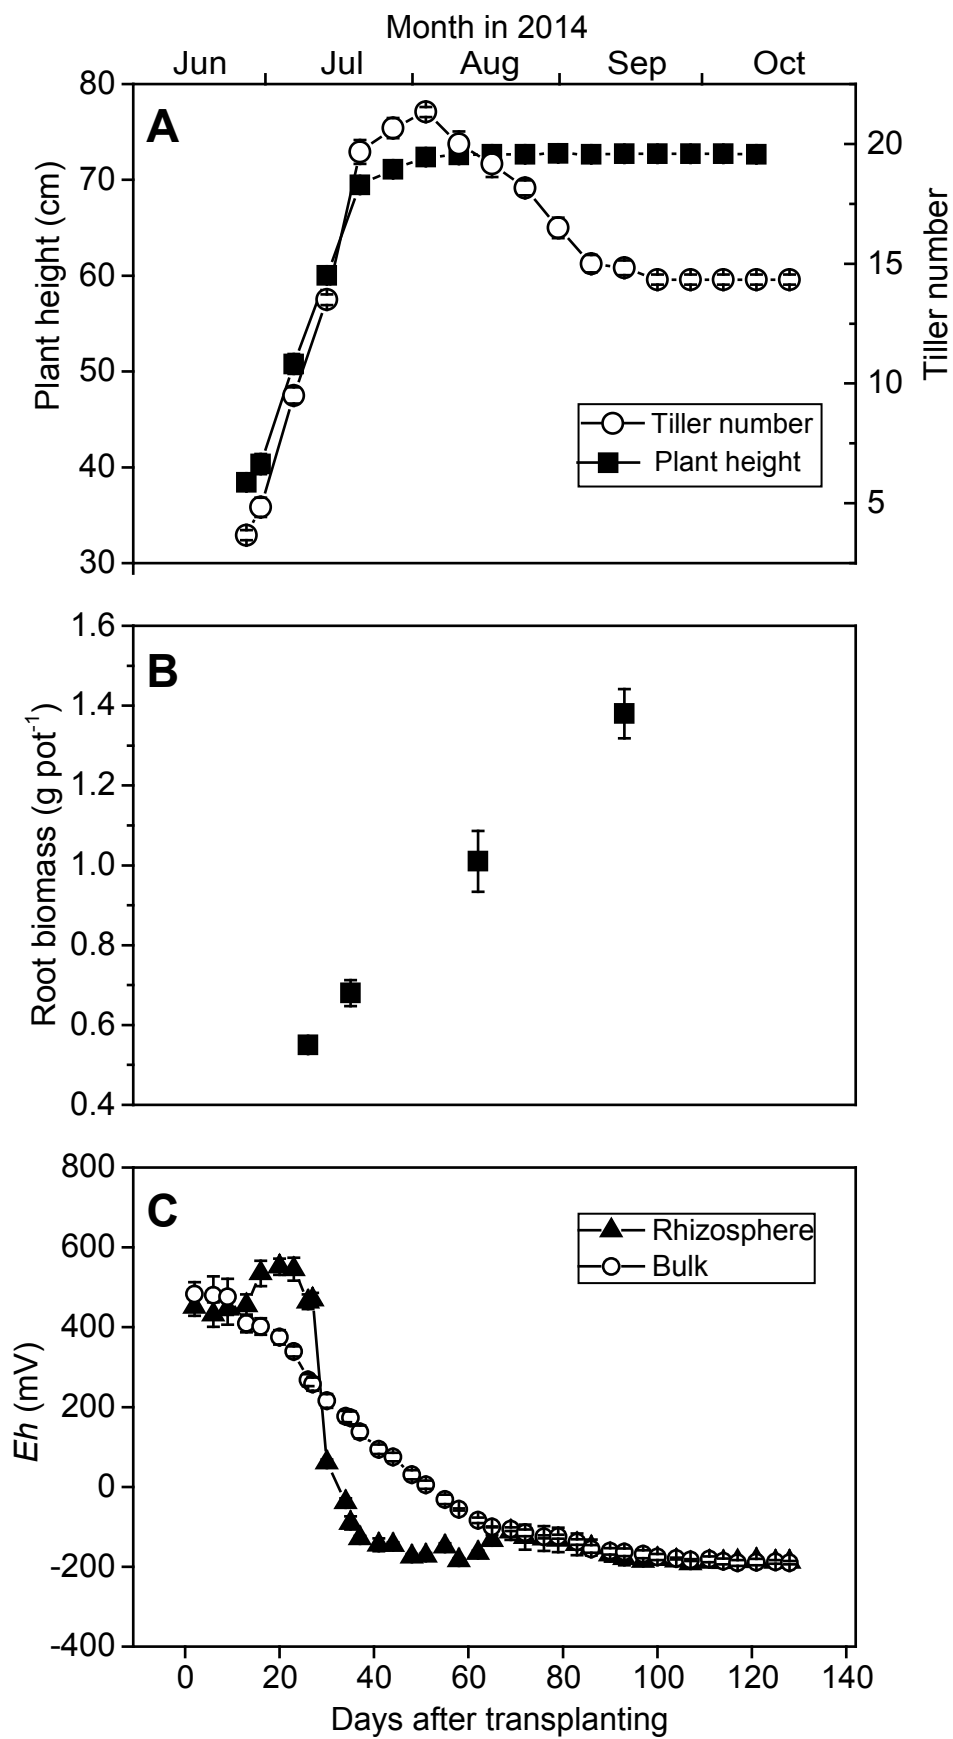 Month in 2014
Jun Jul Aug Sep Oct
A
Plant height (cm)
80
70
60
50
40
30
Tiller number
20
15
10
5
Tiller number
Plant height
B
Root biomass (g pot⁻¹)
1.6
1.4
1.2
1.0
0.8
0.6
0.4
C
Eh (mV)
800
600
400
200
0
-200
-400
Rhizosphere
Bulk
0 20 40 60 80 100 120 140
Days after transplanting